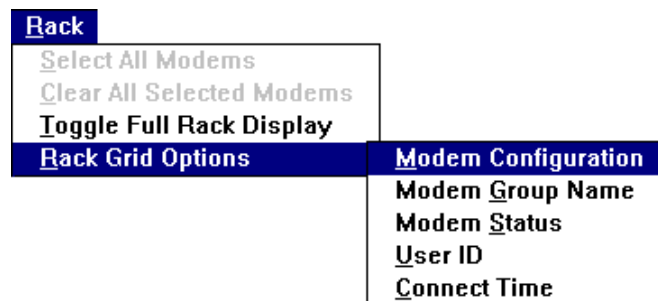 Rack
Select All Modems
Clear All Selected Modems
Toggle Full Rack Display
Rack Grid Options
Modem Configuration
Modem Group Name
Modem Status
User ID
Connect Time